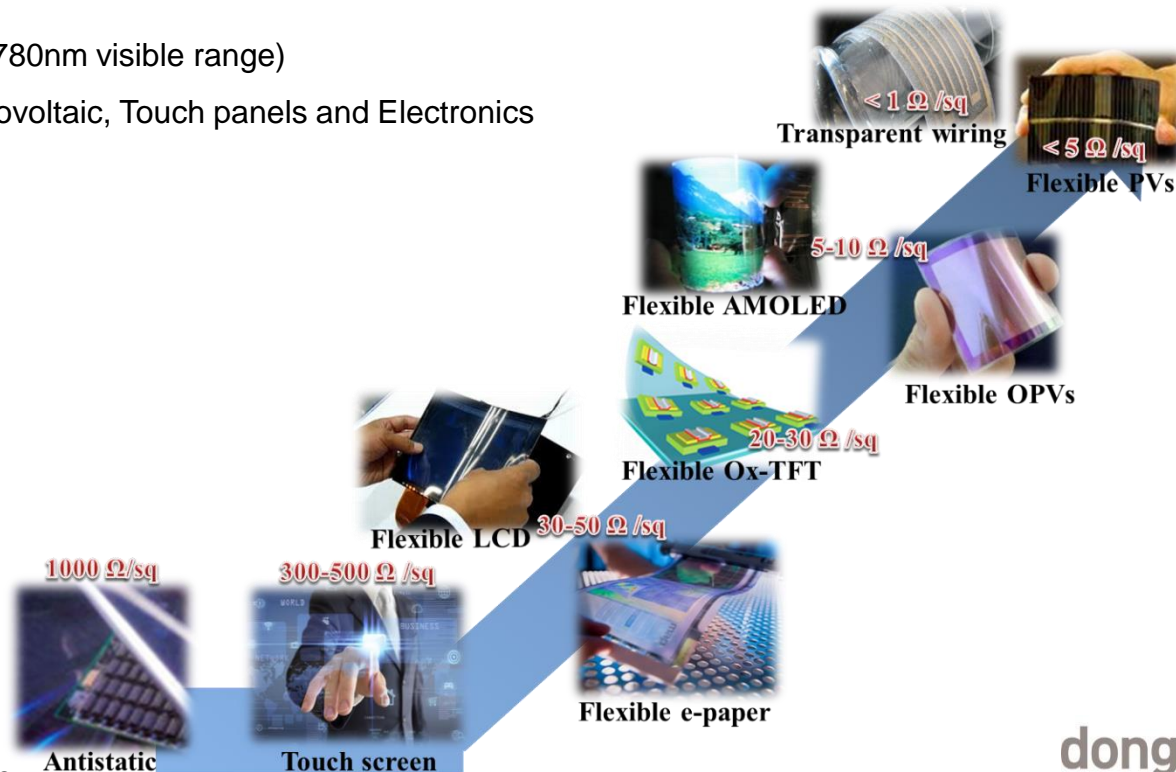 780nm visible range)
ovoltaic, Touch panels and Electronics
< 1 Ω /sq
Transparent wiring
< 5 Ω /sq
Flexible PVs
5-10 Ω /sq
Flexible AMOLED
Flexible OPVs
20-30 Ω /sq
Flexible Ox-TFT
Flexible LCD
30-50 Ω /sq
1000 Ω/sq
300-500 Ω /sq
WORLD
BUSINESS
Flexible e-paper
Antistatic
Touch screen
dong